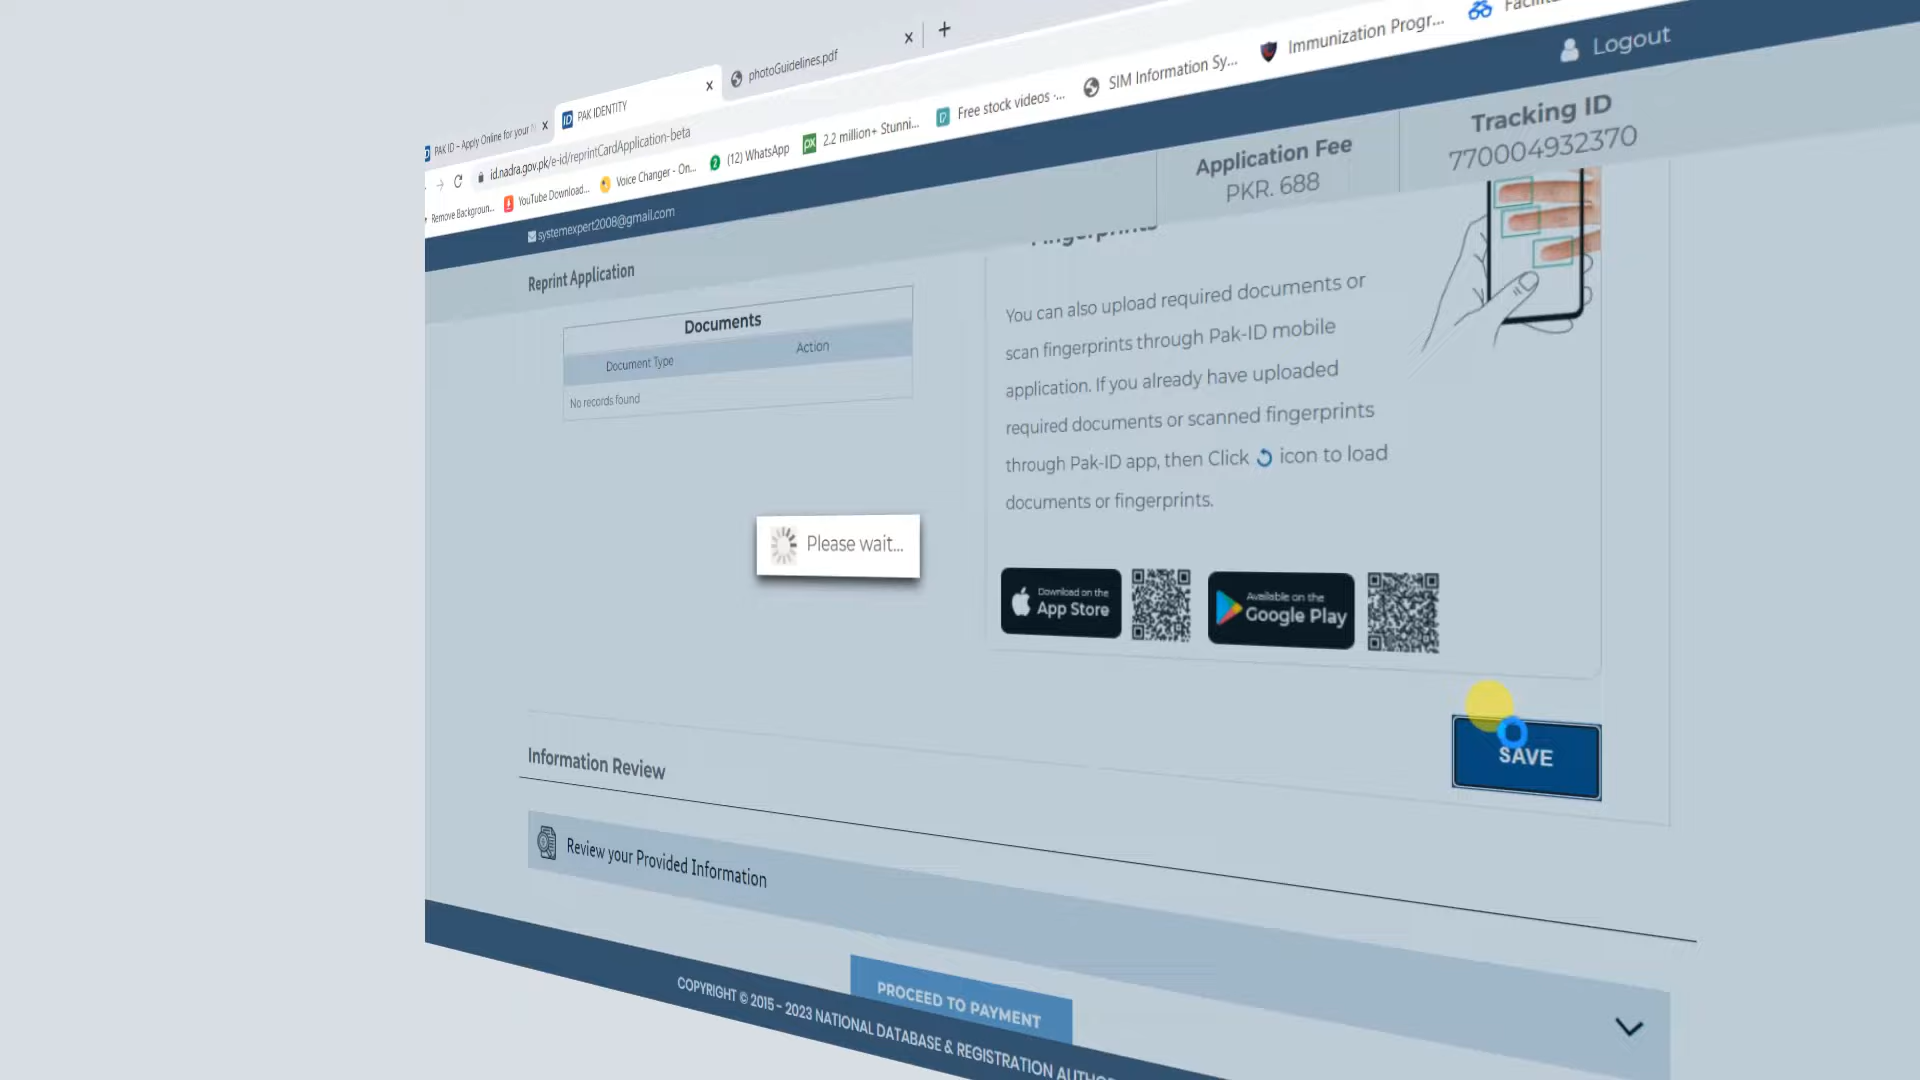 PAK ID – Apply Online for your
PAK IDENTITY
photoGuidelines.pdf
id.nadra.gov.pk/e-id/reprintCardApplication-beta
Remove Backgroun...
YouTube Download...
Voice Changer - On...
(12) WhatsApp
2.2 million+ Stunni...
Free stock videos -...
SIM Information Sy...
Immunization Progr...
systemexpert2008@gmail.com
Logout
Reprint Application
Application Fee
PKR. 688
Tracking ID
770004932370
Documents
Document Type
Action
No records found
Fingerprints
You can also upload required documents or
scan fingerprints through Pak-ID mobile
application. If you already have uploaded
required documents or scanned fingerprints
through Pak-ID app, then Click icon to load
documents or fingerprints.
Please wait...
Download on the
App Store
Available on the
Google Play
SAVE
Information Review
Review your Provided Information
PROCEED TO PAYMENT
COPYRIGHT © 2015 - 2023 NATIONAL DATABASE & REGISTRATION